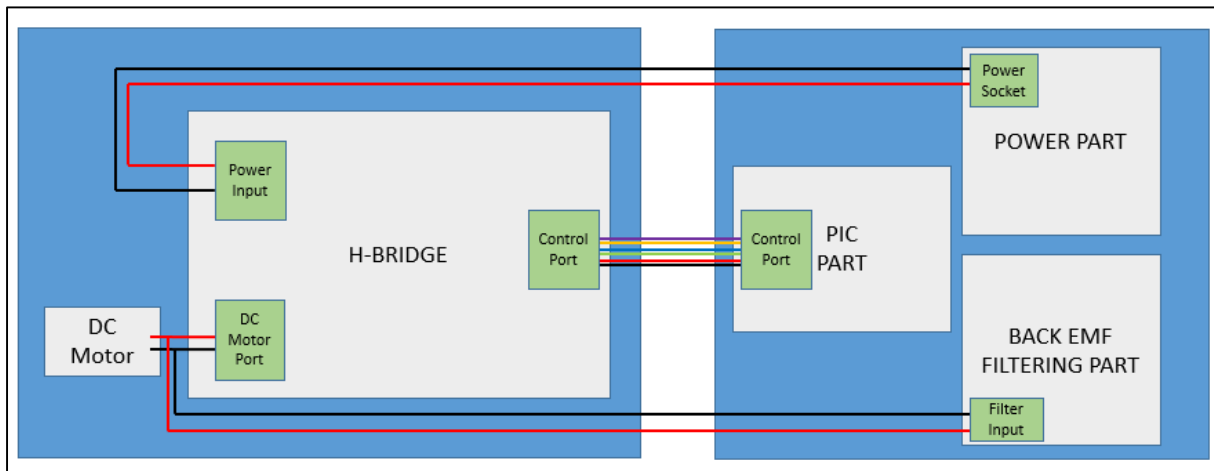 Power
Socket
POWER PART
Power
Input
H-BRIDGE
Control
Port
Control
Port
PIC
PART
DC
Motor
DC
Motor
Port
BACK EMF
FILTERING PART
Filter
Input